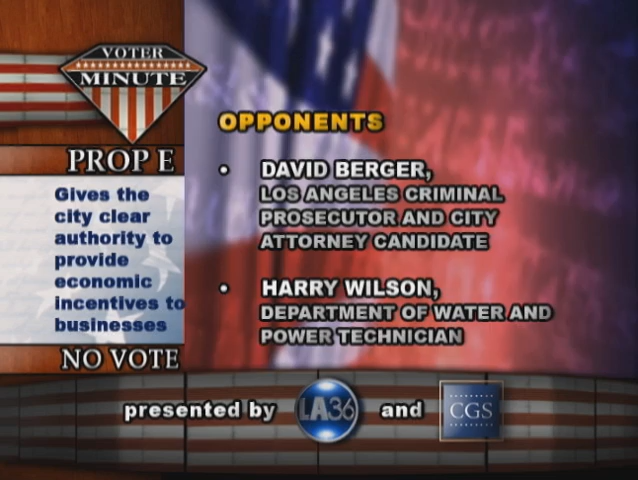 VOTER
MINUTE
PROP E
Gives the
city clear
authority to
provide
economic
incentives to
businesses
NO VOTE
OPPONENTS
• DAVID BERGER,
LOS ANGELES CRIMINAL
PROSECUTOR AND CITY
ATTORNEY CANDIDATE
• HARRY WILSON,
DEPARTMENT OF WATER AND
POWER TECHNICIAN
presented by LA36 and CGS